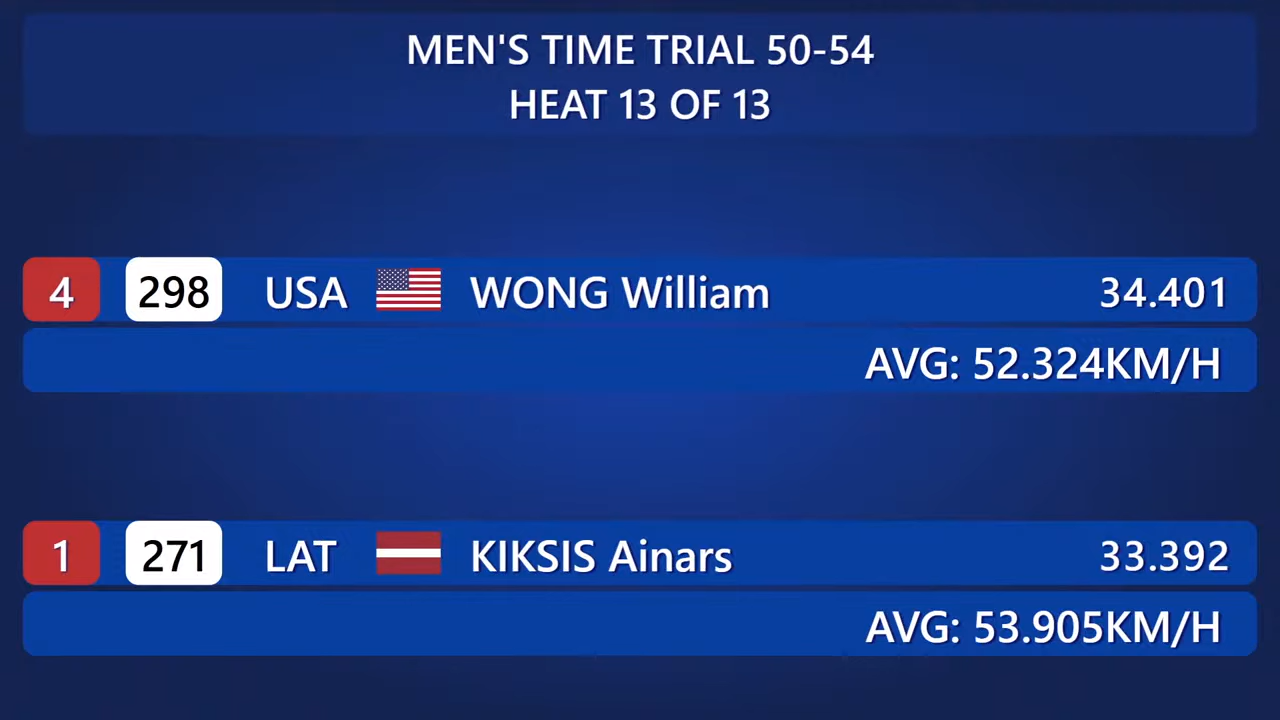 MEN'S TIME TRIAL 50-54
HEAT 13 OF 13
4 298 USA WONG William 34.401
AVG: 52.324KM/H
1 271 LAT KIKSIS Ainars 33.392
AVG: 53.905KM/H